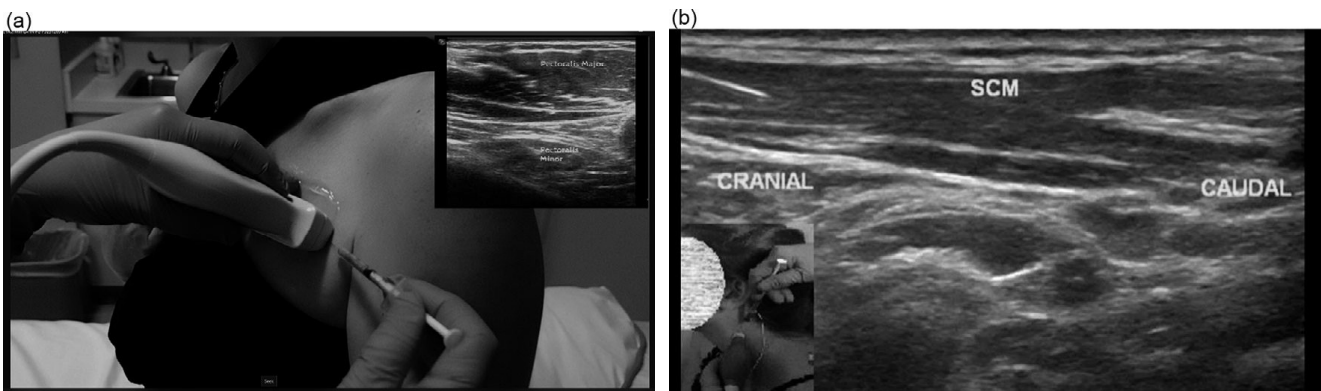 (a)
(b)
Pectoralis Major
Pectoralis
Minor
SCM
CRANIAL
CAUDAL